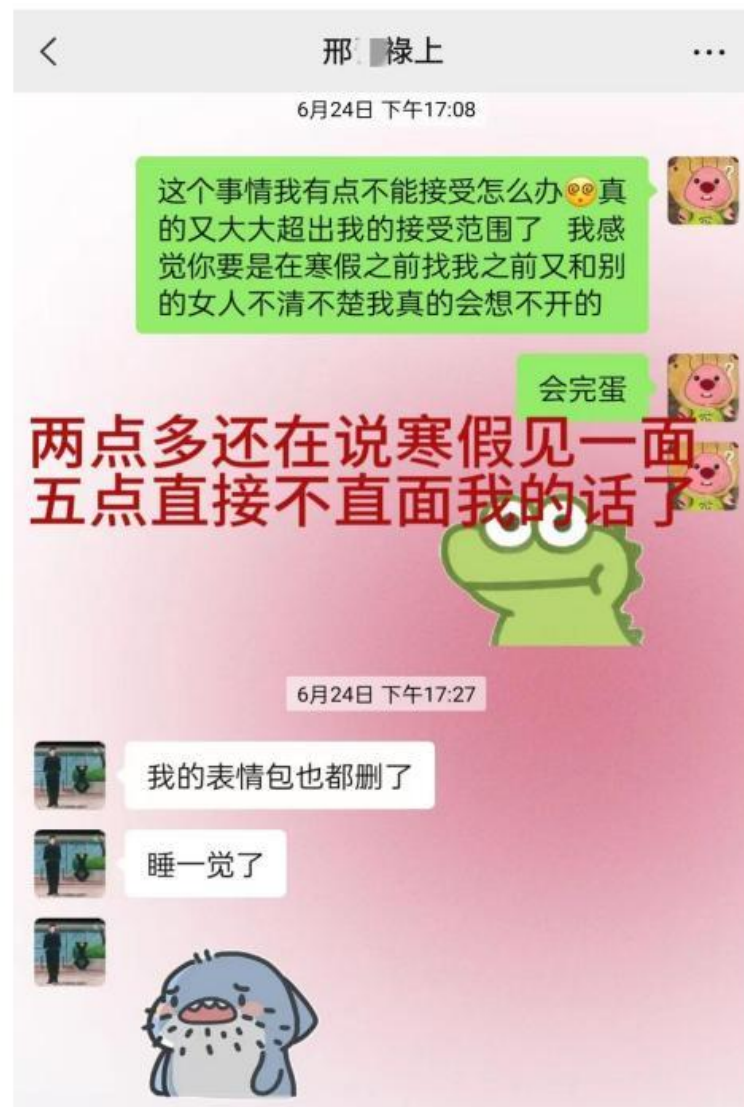 邢 祿上
6月24日 下午17:08
这个事情我有点不能接受怎么办😵‍💫真
的又大大超出我的接受范围了 我感
觉你要是在寒假之前找我之前又和别
的女人不清不楚我真的会想不开的
会完蛋
两点多还在说寒假见一面
五点直接不直面我的话了
6月24日 下午17:27
我的表情包也都删了
睡一觉了